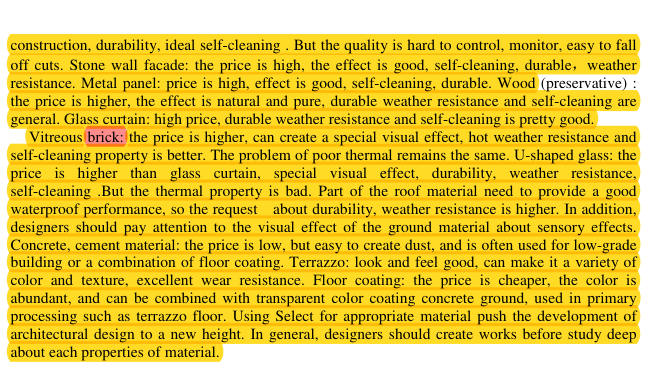 construction, durability, ideal self-cleaning . But the quality is hard to control, monitor, easy to fall
off cuts. Stone wall facade: the price is high, the effect is good, self-cleaning, durable，weather
resistance. Metal panel: price is high, effect is good, self-cleaning, durable. Wood (preservative) :
the price is higher, the effect is natural and pure, durable weather resistance and self-cleaning are
general. Glass curtain: high price, durable weather resistance and self-cleaning is pretty good.
Vitreous brick: the price is higher, can create a special visual effect, hot weather resistance and
self-cleaning property is better. The problem of poor thermal remains the same. U-shaped glass: the
price is higher than glass curtain, special visual effect, durability, weather resistance,
self-cleaning .But the thermal property is bad. Part of the roof material need to provide a good
waterproof performance, so the request about durability, weather resistance is higher. In addition,
designers should pay attention to the visual effect of the ground material about sensory effects.
Concrete, cement material: the price is low, but easy to create dust, and is often used for low-grade
building or a combination of floor coating. Terrazzo: look and feel good, can make it a variety of
color and texture, excellent wear resistance. Floor coating: the price is cheaper, the color is
abundant, and can be combined with transparent color coating concrete ground, used in primary
processing such as terrazzo floor. Using Select for appropriate material push the development of
architectural design to a new height. In general, designers should create works before study deep
about each properties of material.